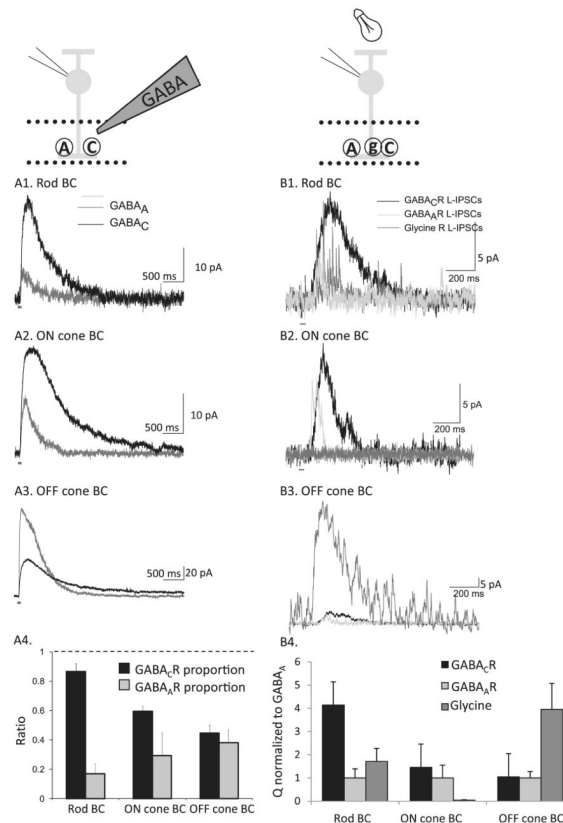 GABA
A C
A g C
A1. Rod BC
GABAA
GABAC
500 ms
10 pA
A2. ON cone BC
500 ms
10 pA
A3. OFF cone BC
500 ms
20 pA
A4.
GABACR proportion
GABAAR proportion
Ratio
1
0.8
0.6
0.4
0.2
0
Rod BC ON cone BC OFF cone BC
B1. Rod BC
GABACR L-IPSCs
GABAAR L-IPSCs
Glycine R L-IPSCs
5 pA
200 ms
B2. ON cone BC
5 pA
200 ms
B3. OFF cone BC
5 pA
200 ms
B4.
GABACR
GABAAR
Glycine
Q normalized to GABAA
6
5
4
3
2
1
0
Rod BC ON cone BC OFF cone BC